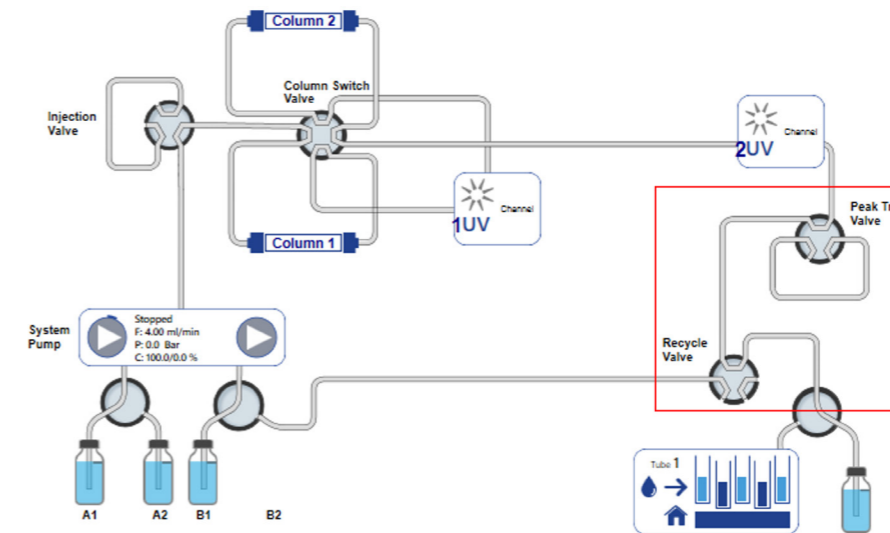 Column 2
Column Switch
Valve
Injection
Valve
Channel
2UV
Channel
1UV
Column 1
Peak Tr
Valve
System
Pump
Stopped
F: 4.00 ml/min
P: 0.0 Bar
C: 100.0/0.0 %
Recycle
Valve
Tube 1
A1
A2
B1
B2